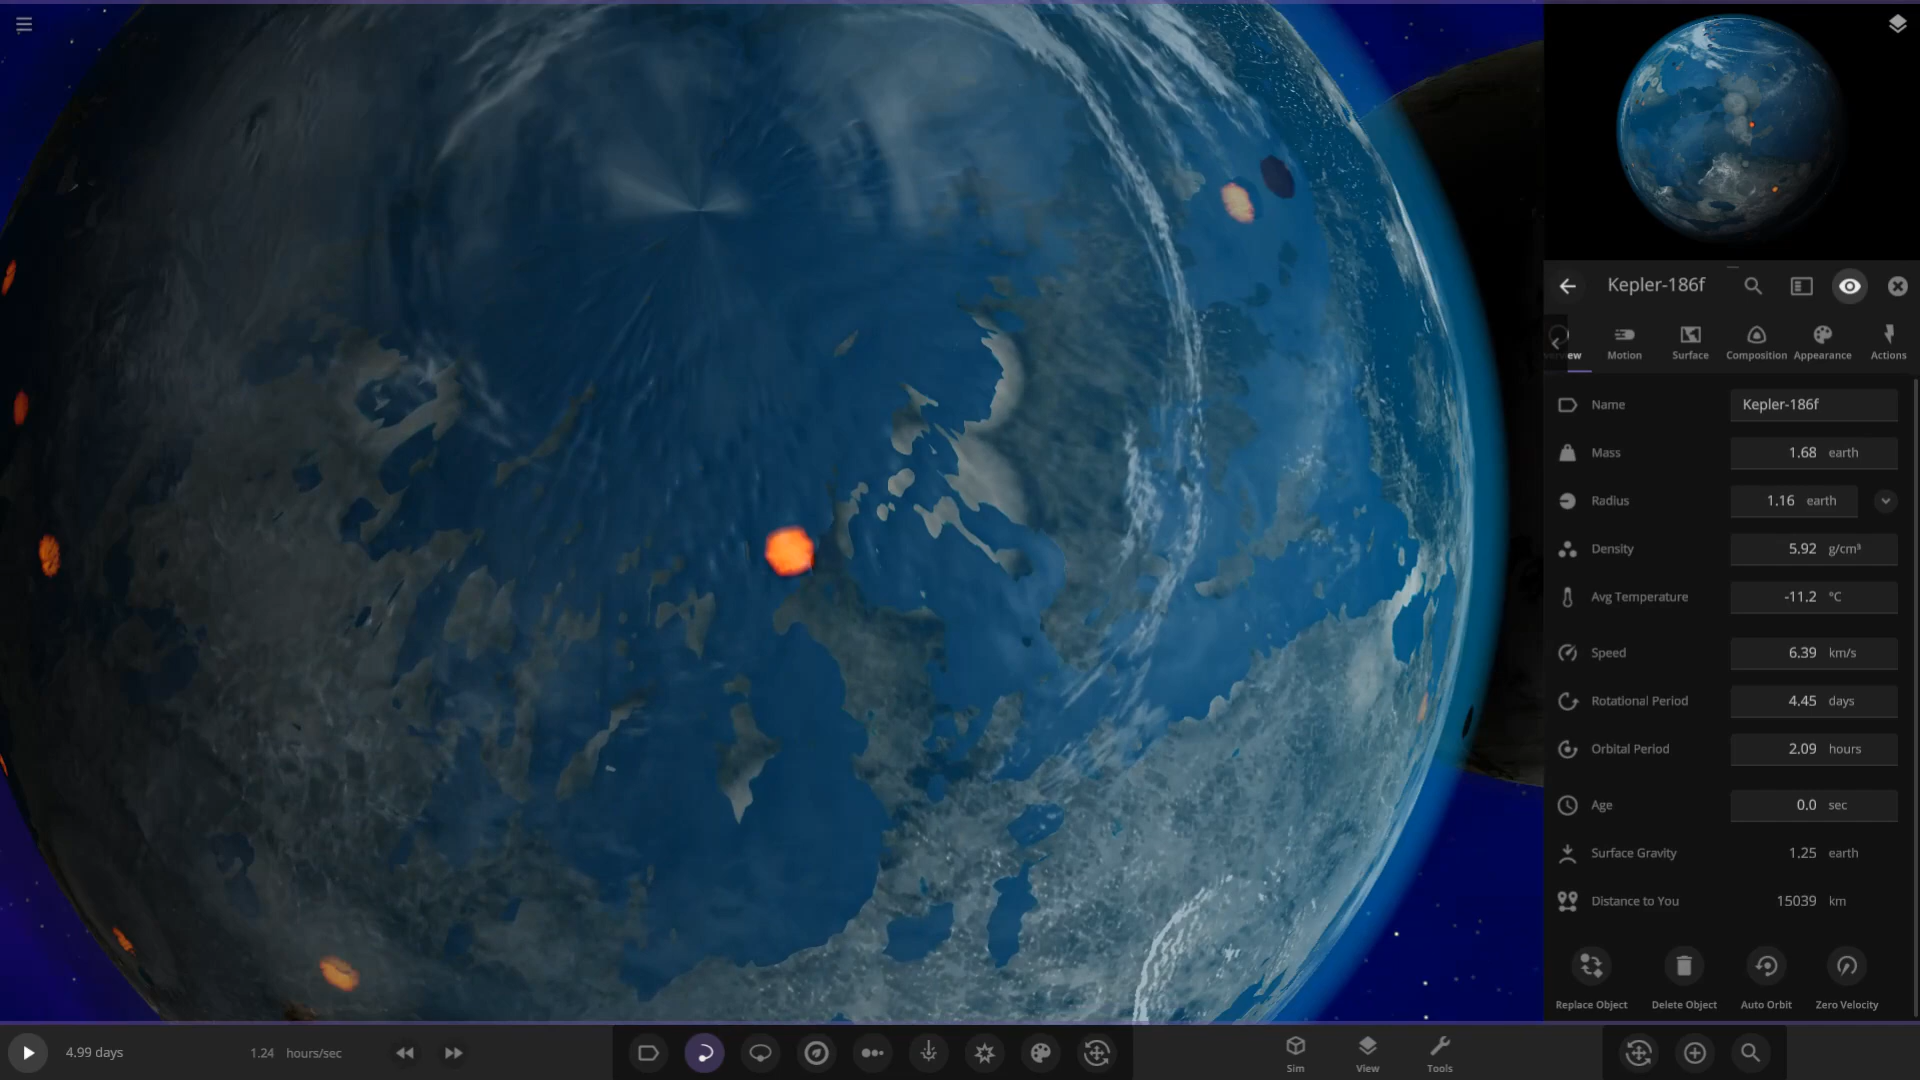 Kepler-186f
ew
Motion
Surface
Composition
Appearance
Actions
Name
Kepler-186f
Mass
1.68 earth
Radius
1.16 earth
Density
5.92 g/cm³
Avg Temperature
-11.2 °C
Speed
6.39 km/s
Rotational Period
4.45 days
Orbital Period
2.09 hours
Age
0.0 sec
Surface Gravity
1.25 earth
Distance to You
15039 km
Replace Object
Delete Object
Auto Orbit
Zero Velocity
4.99 days
1.24 hours/sec
Sim
View
Tools